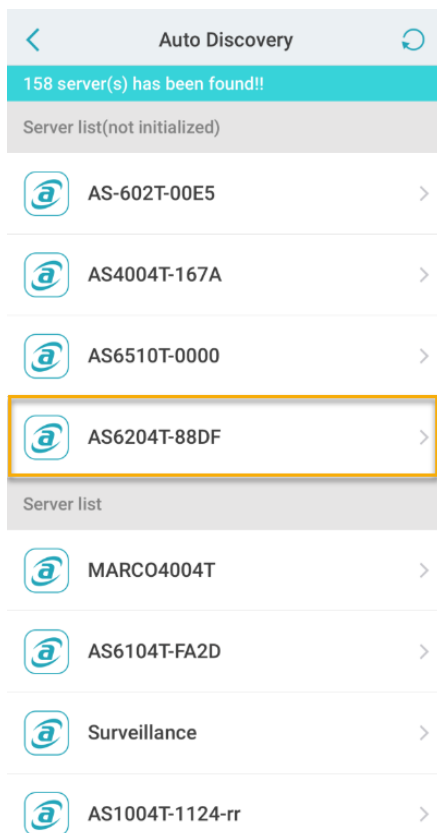 Auto Discovery
158 server(s) has been found!!
Server list(not initialized)
AS-602T-00E5
AS4004T-167A
AS6510T-0000
AS6204T-88DF
Server list
MARCO4004T
AS6104T-FA2D
Surveillance
AS1004T-1124-rr